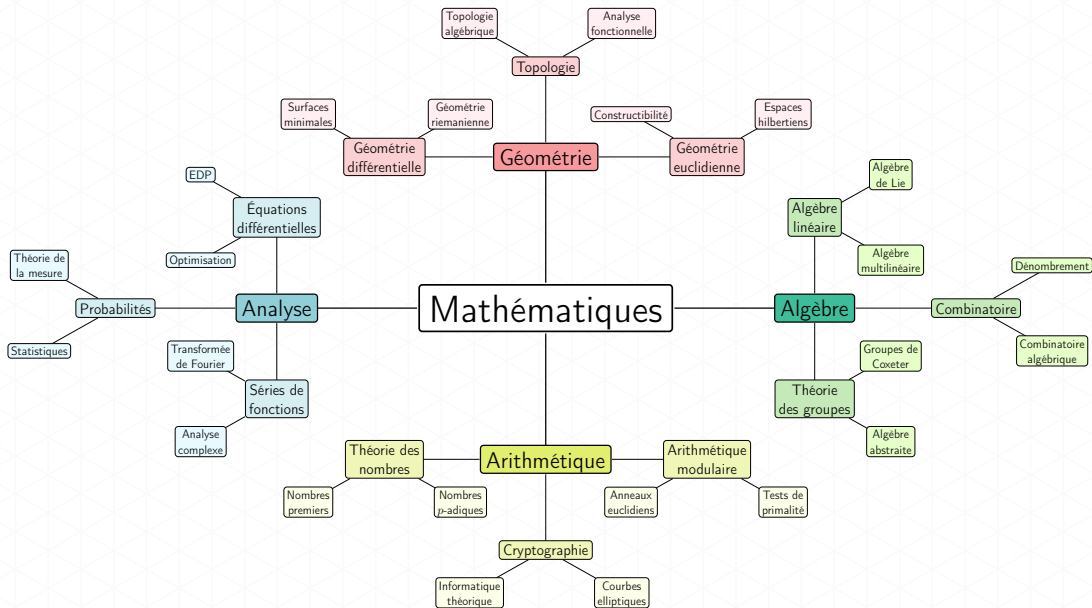 Topologie
algébrique
Analyse
fonctionnelle
Topologie
Surfaces
minimales
Géométrie
riemanienne
Constructibilité
Espaces
hilbertiens
Géométrie
différentielle
Géométrie
Géométrie
euclidienne
EDP
Équations
différentielles
Optimisation
Algèbre
de Lie
Algèbre
linéaire
Algèbre
multilinéaire
Théorie de
la mesure
Probabilités
Statistiques
Analyse
Mathématiques
Algèbre
Combinatoire
Dénombrement
Combinatoire
algébrique
Transformée
de Fourier
Séries de
fonctions
Analyse
complexe
Groupes de
Coxeter
Théorie
des groupes
Algèbre
abstraite
Théorie des
nombres
Arithmétique
Arithmétique
modulaire
Nombres
premiers
Nombres
p-adiques
Anneaux
euclidiens
Tests de
primalité
Cryptographie
Informatique
théorique
Courbes
elliptiques